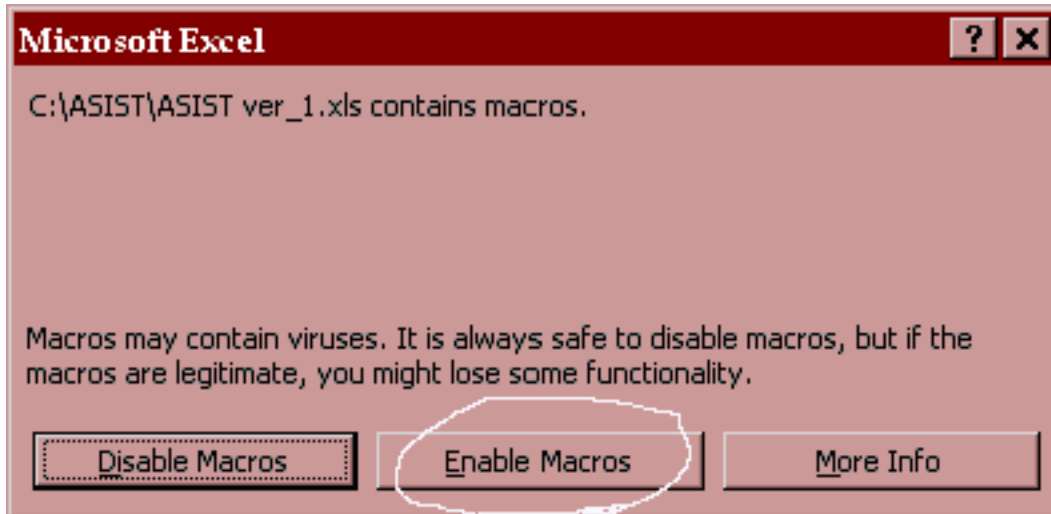 Microsoft Excel
C:\ASIST\ASIST ver_1.xls contains macros.
Macros may contain viruses. It is always safe to disable macros, but if the
macros are legitimate, you might lose some functionality.
Disable Macros Enable Macros More Info